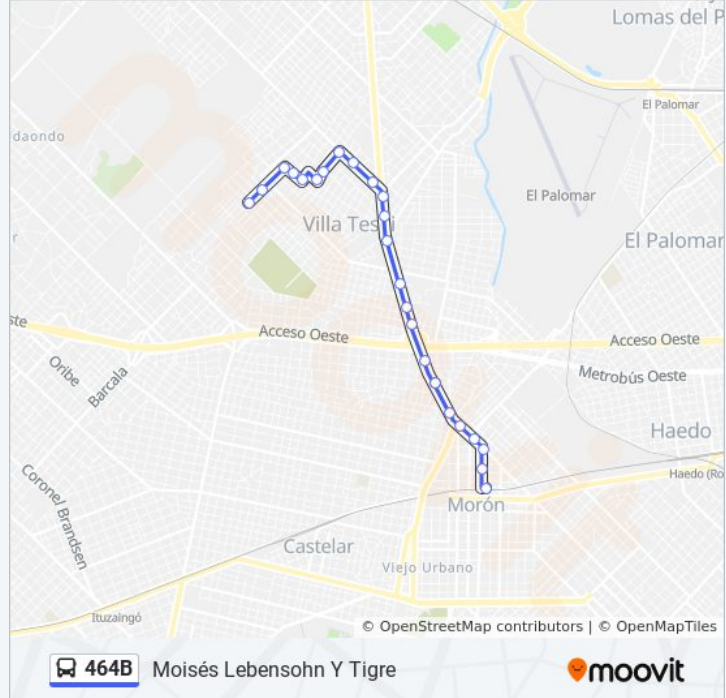 Lomas del P
El Palomar
daondo
El Palomar
Villa Tesei
El Palomar
Acceso Oeste
Acceso Oeste
Metrobús Oeste
Oribe
Barcala
Haedo
Haedo (Ro
Coronel Brandsen
Morón
Castelar
Viejo Urbano
Ituzaingó
© OpenStreetMap contributors | © OpenMapTiles
464B Moisés Lebensohn Y Tigre
moovit